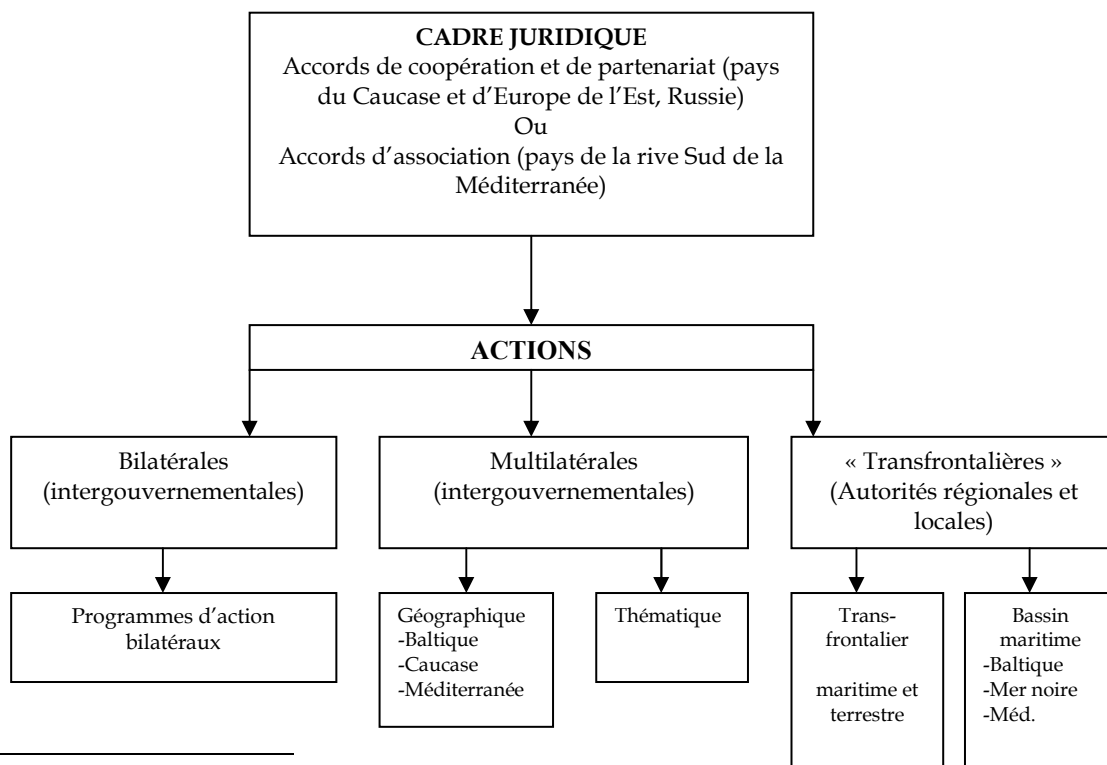 CADRE JURIDIQUE
Accords de coopération et de partenariat (pays
du Caucase et d'Europe de l'Est, Russie)
Ou
Accords d'association (pays de la rive Sud de la
Méditerranée)
ACTIONS
Bilatérales
(intergouvernementales)
Multilatérales
(intergouvernementales)
« Transfrontalières »
(Autorités régionales et
locales)
Programmes d'action
bilatéraux
Géographique
-Baltique
-Caucase
-Méditerranée
Thématique
Trans-
frontalier
maritime et
terrestre
Bassin
maritime
-Baltique
-Mer noire
-Méd.